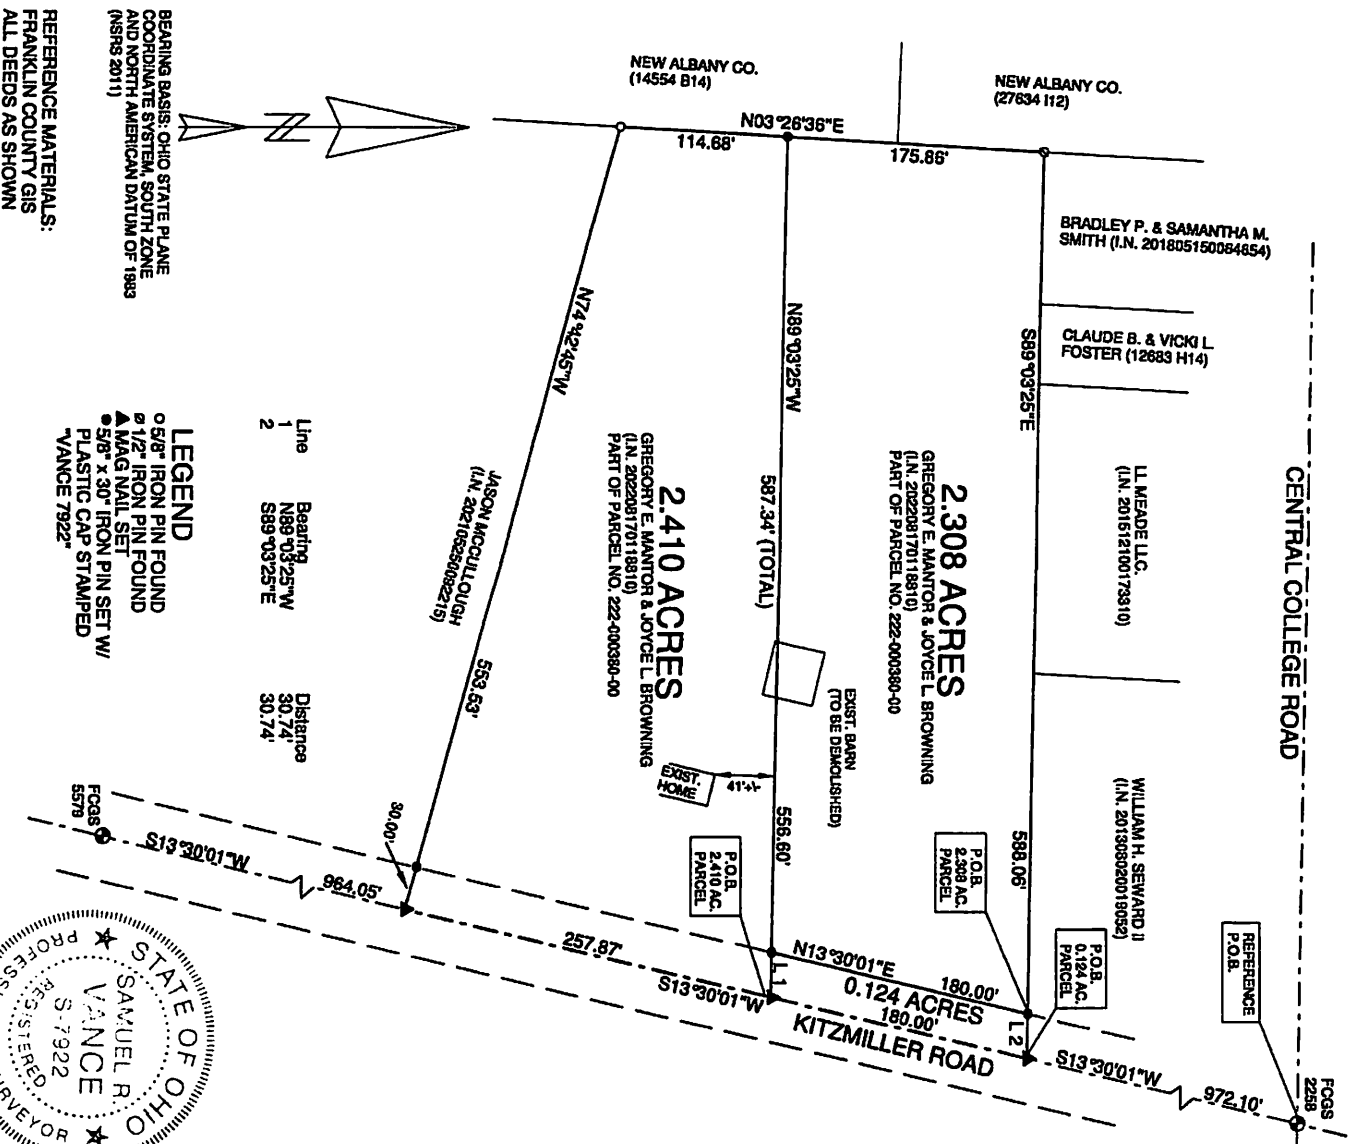 NEW ALBANY CO.
(14554 B14)
NEW ALBANY CO.
(27634 I12)
N03°26'36"E
114.68'
175.86'
BRADLEY P. & SAMANTHA M.
SMITH (I.N. 201805150064654)
CLAUDE B. & VICKI L.
FOSTER (12683 H14)
LL MEADE LLC.
(I.N. 201512100173310)
WILLIAM H. SEWARD II
(I.N. 201308020019052)
CENTRAL COLLEGE ROAD
S89°03'25"E
588.06'
2.308 ACRES
GREGORY E. MANTOR & JOYCE L. BROWNING
(I.N. 202208170118810)
PART OF PARCEL NO. 222-000380-00
N89°03'25"W
587.34' (TOTAL)
556.60'
EXIST. BARN
(TO BE DEMOLISHED)
2.410 ACRES
GREGORY E. MANTOR & JOYCE L. BROWNING
(I.N. 202208170118810)
PART OF PARCEL NO. 222-000380-00
EXIST.
HOME
41'+/-
N74°42'45"W
553.53'
30.00'
JASON MCCULLOUGH
(I.N. 202105250092215)
P.O.B.
2.410 AC.
PARCEL
P.O.B.
2.308 AC.
PARCEL
P.O.B.
0.124 AC.
PARCEL
REFERENCE
P.O.B.
FCGS
2258
FCGS
5579
S13°30'01"W
964.05'
257.87'
S13°30'01"W
L1
N13°30'01"E
180.00'
0.124 ACRES
180.00'
L2
KITZMILLER ROAD
S13°30'01"W
972.10'
Line Bearing Distance
1 N89°03'25"W 30.74'
2 S89°03'25"E 30.74'
LEGEND
5/8" IRON PIN FOUND
1/2" IRON PIN FOUND
MAG NAIL SET
5/8" x 30" IRON PIN SET W/
PLASTIC CAP STAMPED
"VANCE 7922"
BEARING BASIS: OHIO STATE PLANE
COORDINATE SYSTEM, SOUTH ZONE
AND NORTH AMERICAN DATUM OF 1983
(NSRS 2011)
REFERENCE MATERIALS:
FRANKLIN COUNTY GIS
ALL DEEDS AS SHOWN
STATE OF OHIO
SAMUEL R.
VANCE
S-7922
REGISTERED